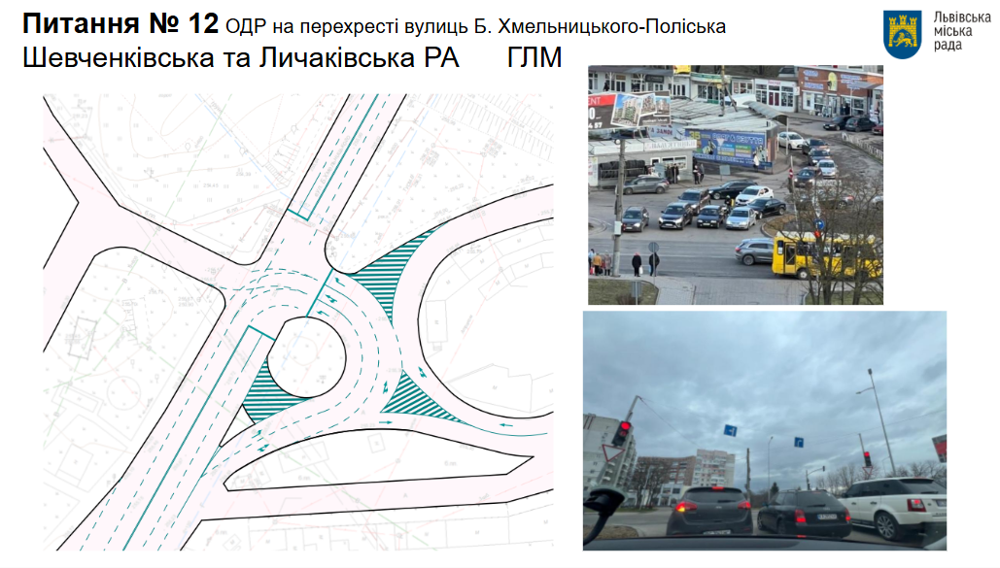 Питання № 12 ОДР на перехресті вулиць Б. Хмельницького-Поліська
Шевченківська та Личаківська РА ГЛМ
Львівська
міська
рада